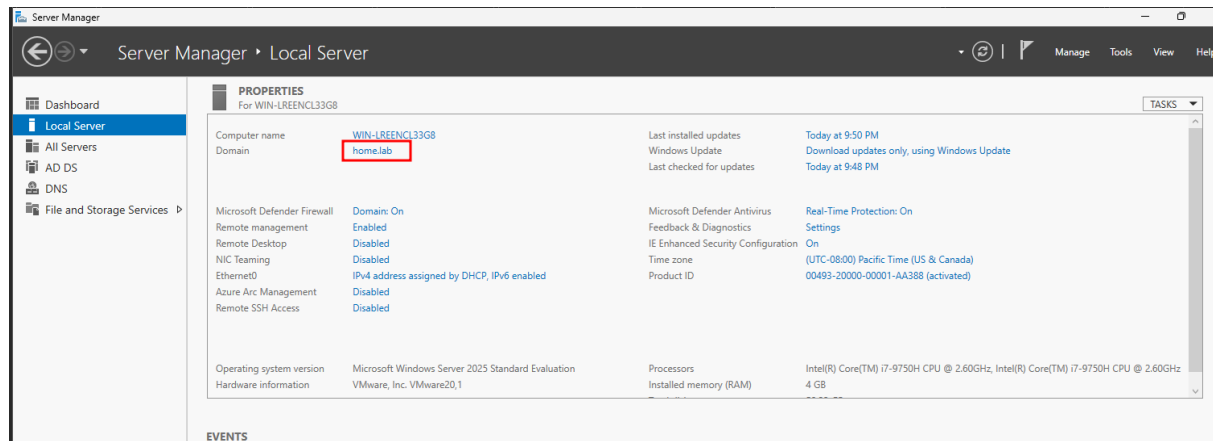 Server Manager
Server Manager • Local Server
Manage Tools View Help
Dashboard
Local Server
All Servers
AD DS
DNS
File and Storage Services
PROPERTIES
For WIN-LREENCL33G8
TASKS
Computer name WIN-LREENCL33G8
Domain home.lab
Last installed updates Today at 9:50 PM
Windows Update Download updates only, using Windows Update
Last checked for updates Today at 9:48 PM
Microsoft Defender Firewall Domain: On
Remote management Enabled
Remote Desktop Disabled
NIC Teaming Disabled
Ethernet0 IPv4 address assigned by DHCP, IPv6 enabled
Azure Arc Management Disabled
Remote SSH Access Disabled
Microsoft Defender Antivirus Real-Time Protection: On
Feedback & Diagnostics Settings
IE Enhanced Security Configuration On
Time zone (UTC-08:00) Pacific Time (US & Canada)
Product ID 00493-20000-00001-AA388 (activated)
Operating system version Microsoft Windows Server 2025 Standard Evaluation
Hardware information VMware, Inc. VMware20,1
Processors Intel(R) Core(TM) i7-9750H CPU @ 2.60GHz, Intel(R) Core(TM) i7-9750H CPU @ 2.60GHz
Installed memory (RAM) 4 GB
EVENTS